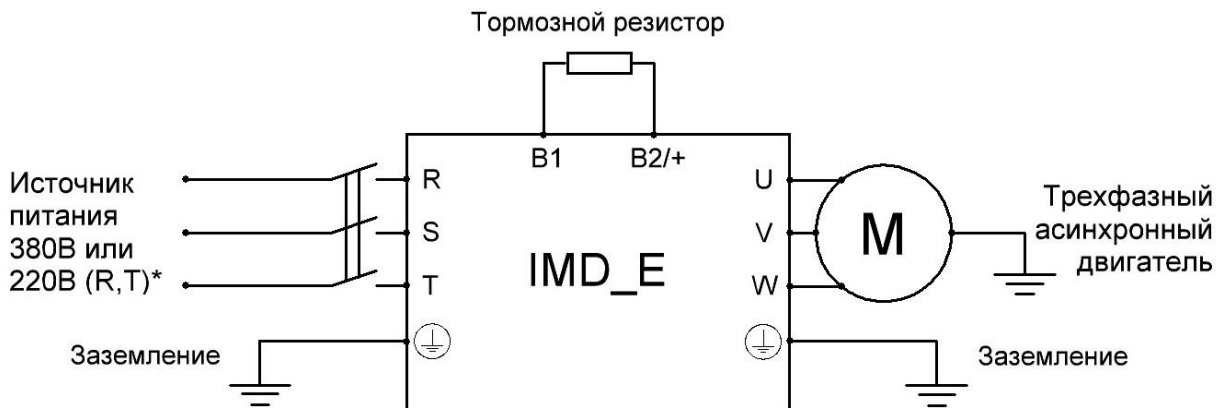 Тормозной резистор
B1
B2/+
Источник
питания
380В или
220В (R,T)*
R
S
T
IMD_E
U
V
W
M
Трехфазный
асинхронный
двигатель
Заземление
Заземление